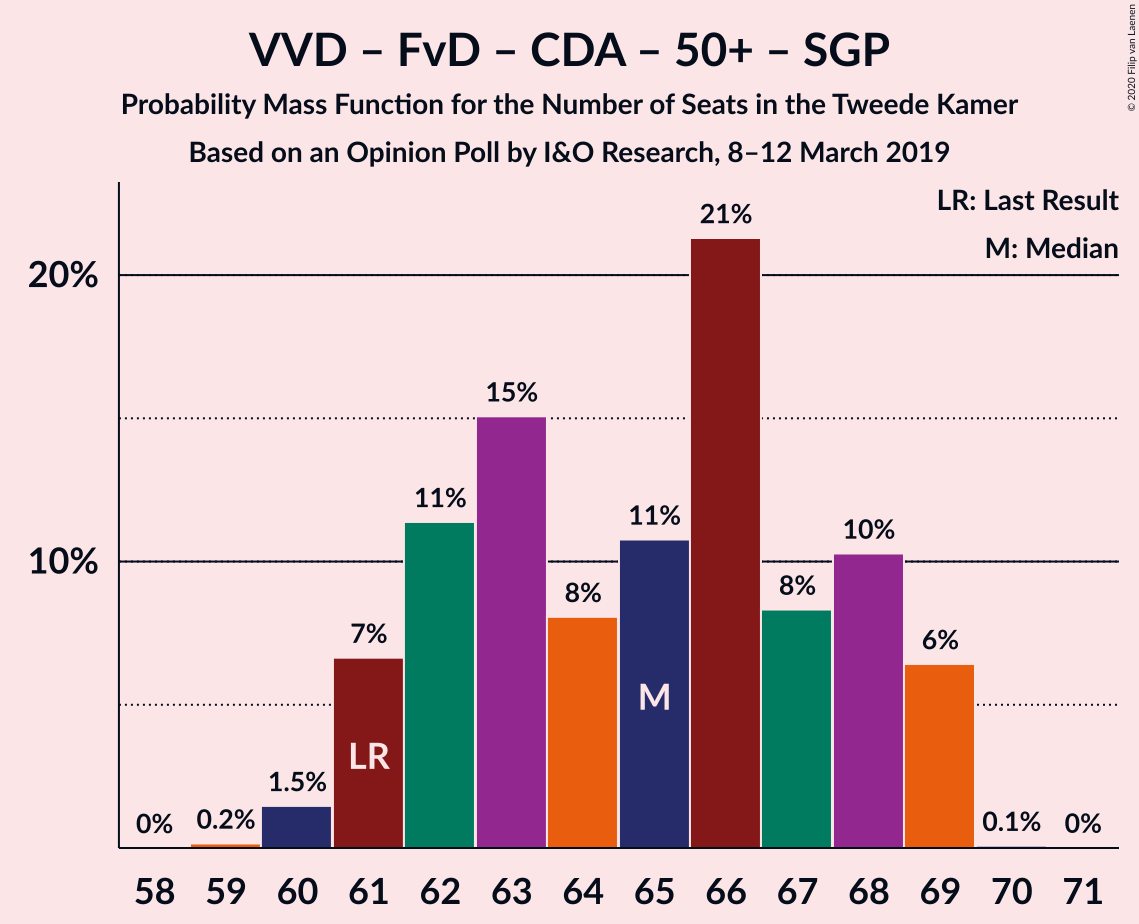 VVD – FvD – CDA – 50+ – SGP
Probability Mass Function for the Number of Seats in the Tweede Kamer
Based on an Opinion Poll by I&O Research, 8–12 March 2019
© 2020 Filip van Laenen
LR: Last Result
M: Median
20%
10%
0%
0.2%
1.5%
7%
11%
15%
8%
11%
21%
8%
10%
6%
0.1%
0%
LR
M
58 59 60 61 62 63 64 65 66 67 68 69 70 71